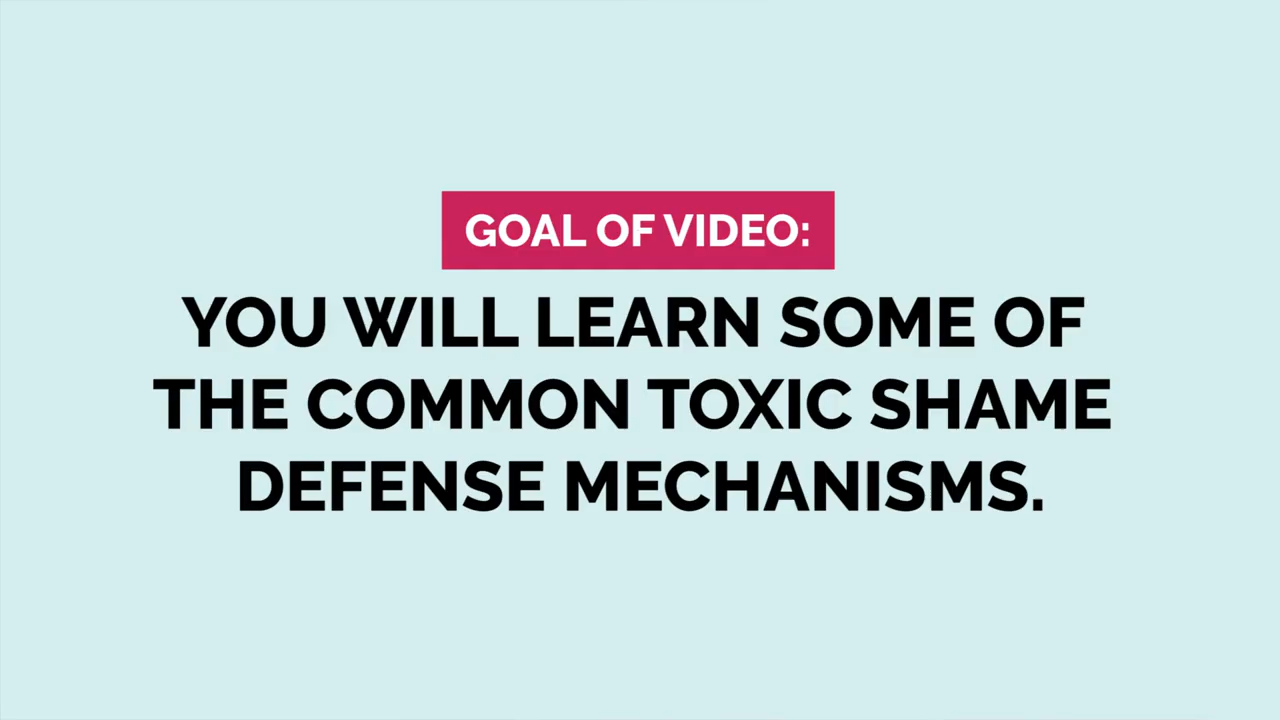 GOAL OF VIDEO:
YOU WILL LEARN SOME OF
THE COMMON TOXIC SHAME
DEFENSE MECHANISMS.